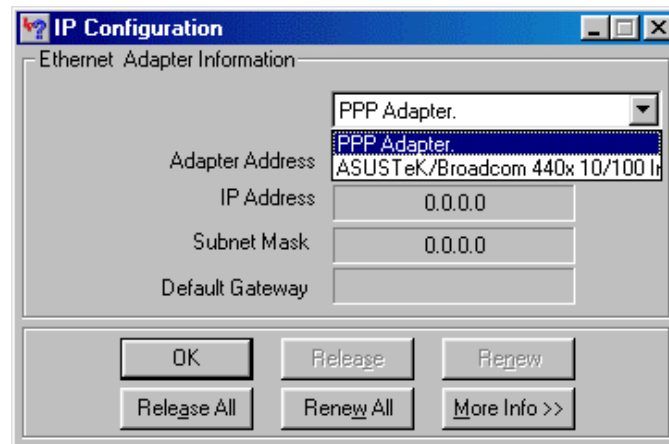 IP Configuration
Ethernet Adapter Information
PPP Adapter.
PPP Adapter.
ASUSTeK/Broadcom 440x 10/100
Adapter Address
IP Address 0.0.0.0
Subnet Mask 0.0.0.0
Default Gateway
OK Release Renew
Release All Renew All More Info >>